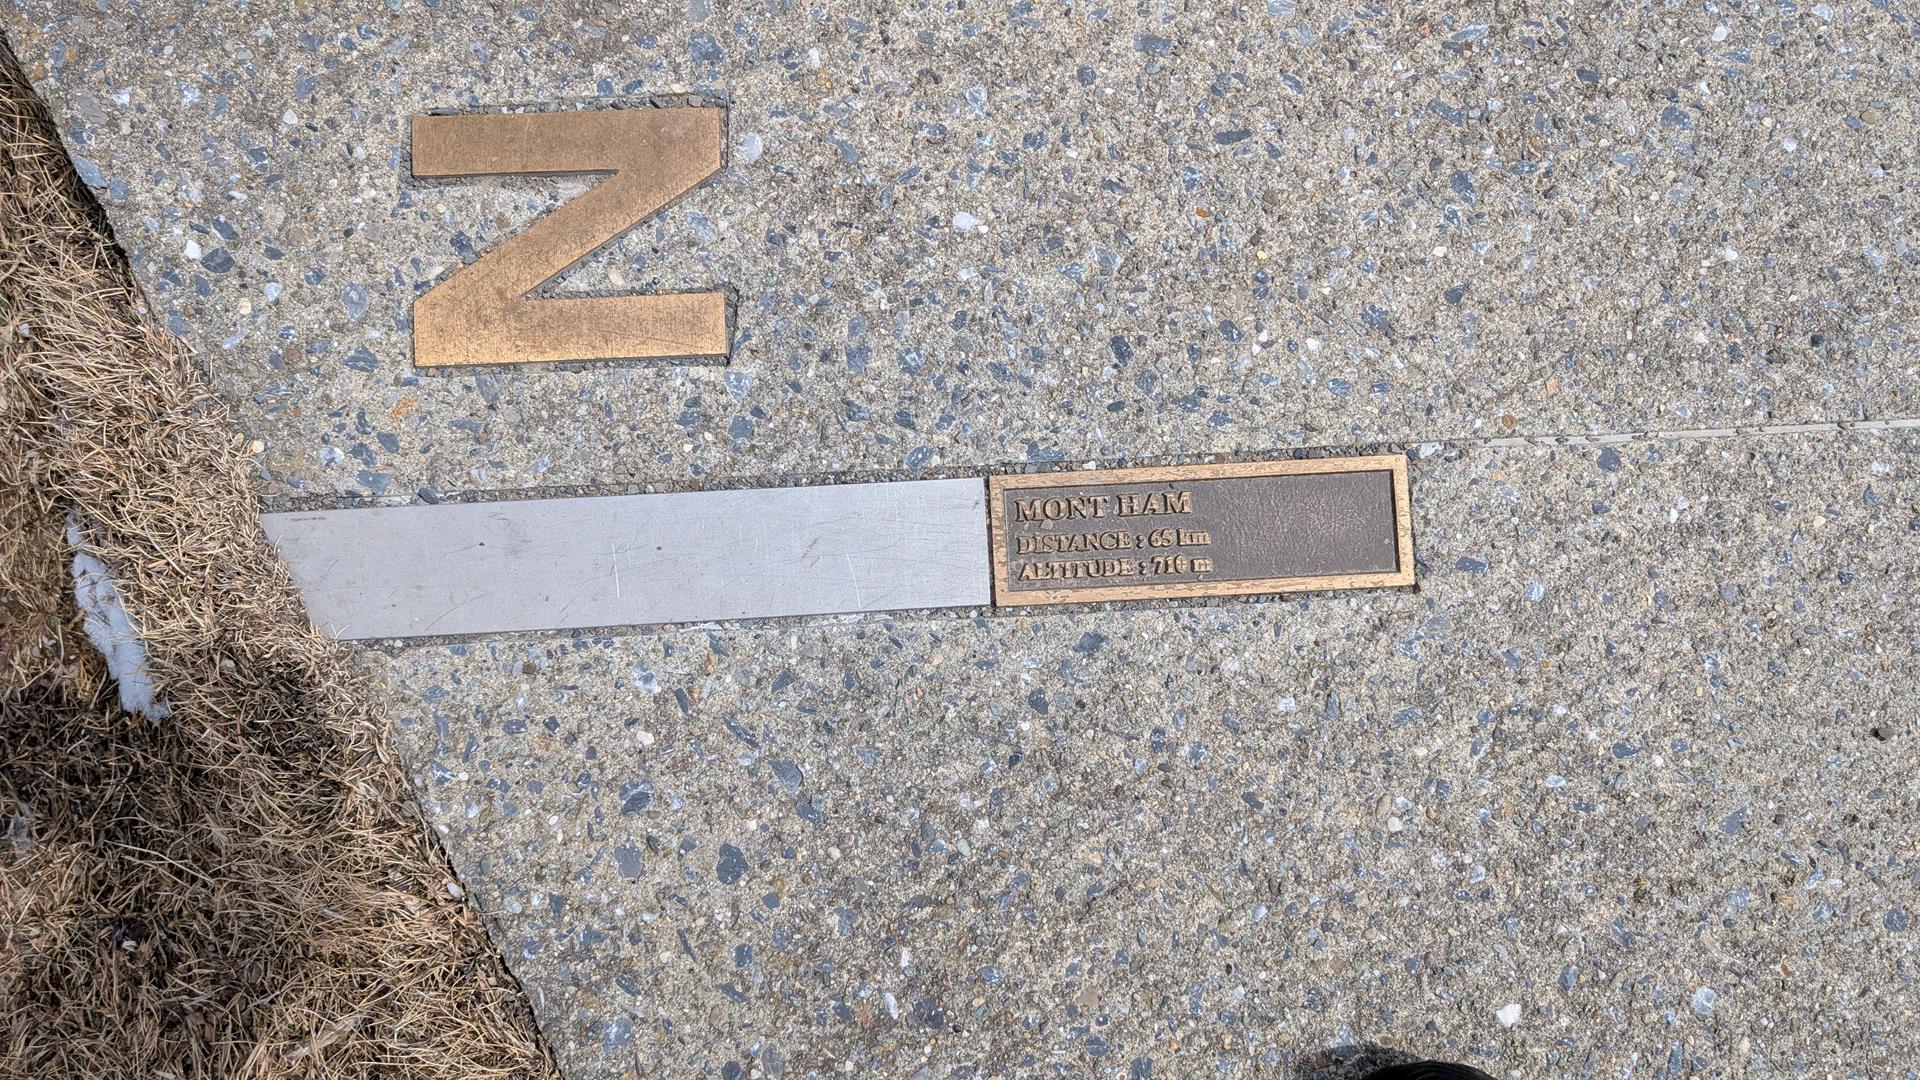 N
MONT HAM
DISTANCE : 65 km
ALTITUDE : 710 m